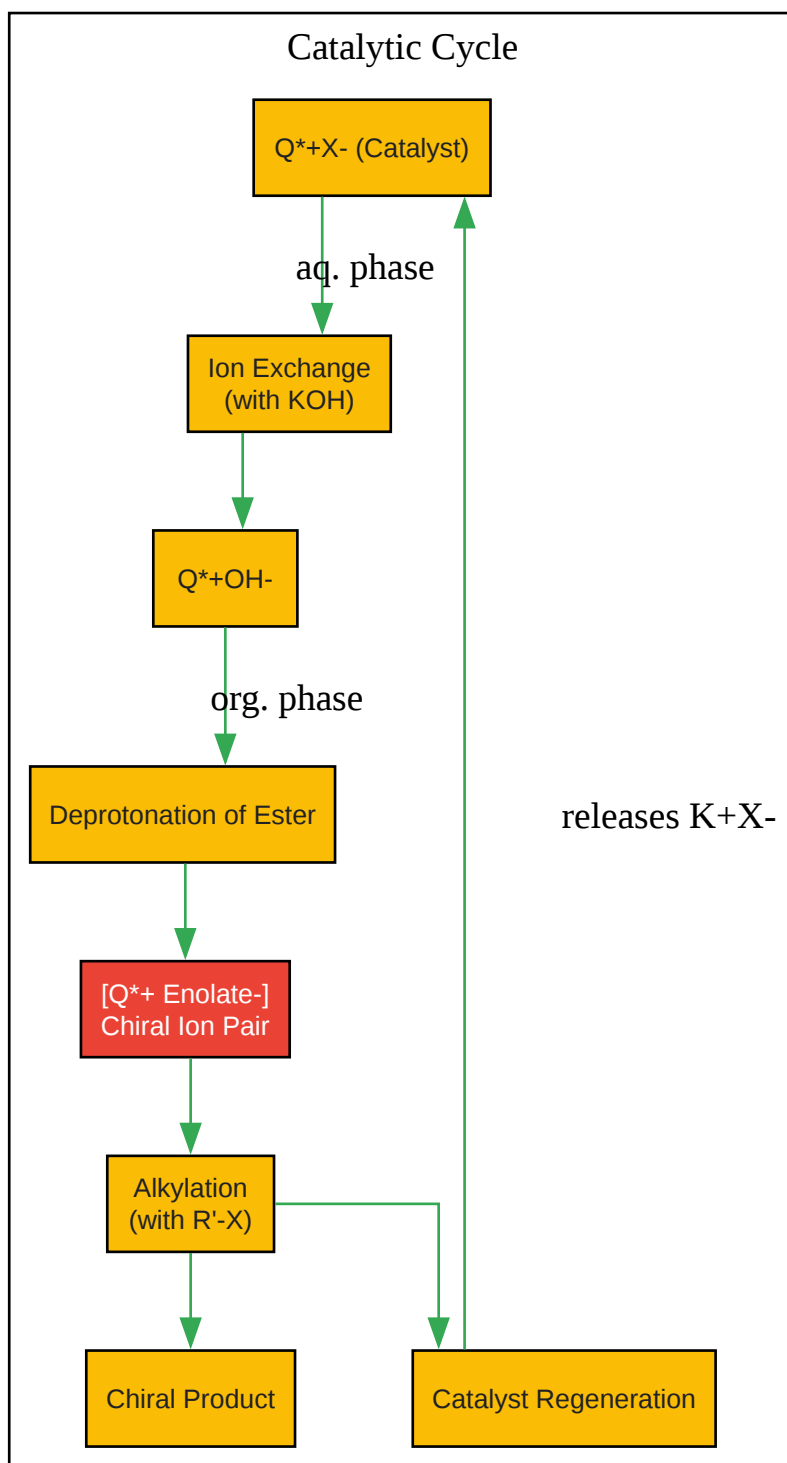 Catalytic Cycle
Q*+X- (Catalyst)
aq. phase
Ion Exchange
(with KOH)
Q*+OH-
org. phase
Deprotonation of Ester
releases K+X-
[Q*+ Enolate-]
Chiral Ion Pair
Alkylation
(with R'-X)
Chiral Product
Catalyst Regeneration